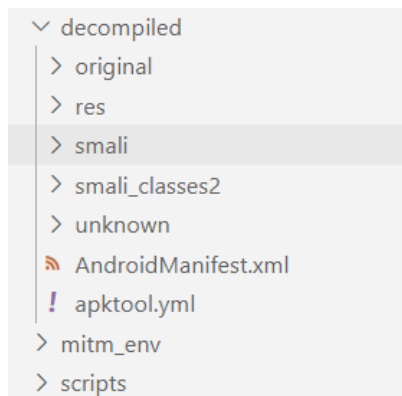 decompiled
original
res
smali
smali_classes2
unknown
AndroidManifest.xml
! apktool.yml
mitm_env
scripts